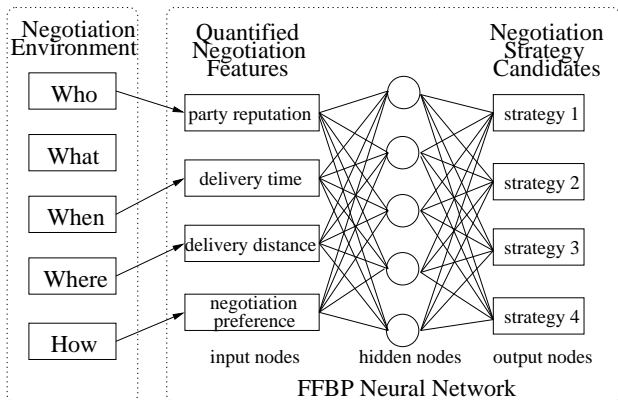 Negotiation
Environment
Who
What
When
Where
How
Quantified
Negotiation
Features
party reputation
delivery time
delivery distance
negotiation
preference
input nodes
hidden nodes
Negotiation
Strategy
Candidates
strategy 1
strategy 2
strategy 3
strategy 4
output nodes
FFBP Neural Network